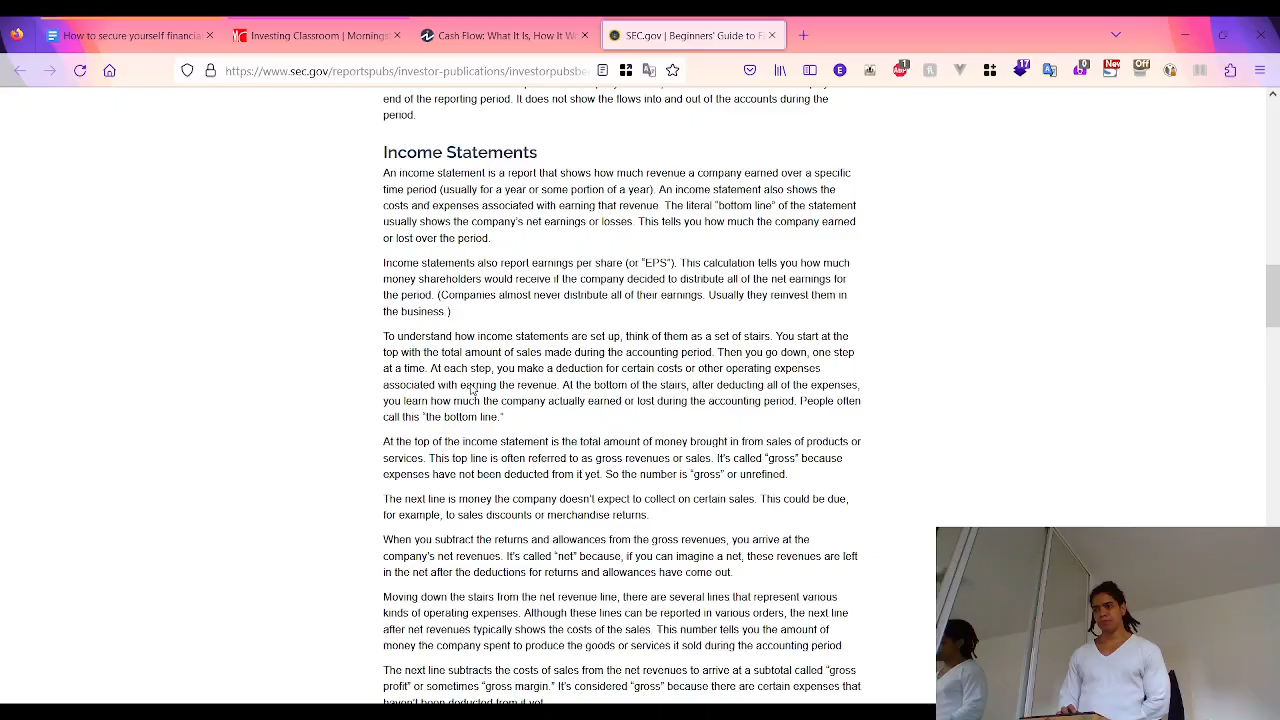 How to secure yourself financial
Investing Classroom | Mornings
Cash Flow: What It Is, How It W
SEC.gov | Beginners' Guide to Fi
https://www.sec.gov/reportspubs/investor-publications/investorpubsbe
1
New
17
0
Off
end of the reporting period. It does not show the flows into and out of the accounts during the
period.
Income Statements
An income statement is a report that shows how much revenue a company earned over a specific
time period (usually for a year or some portion of a year). An income statement also shows the
costs and expenses associated with earning that revenue. The literal “bottom line” of the statement
usually shows the company’s net earnings or losses. This tells you how much the company earned
or lost over the period.
Income statements also report earnings per share (or “EPS”). This calculation tells you how much
money shareholders would receive if the company decided to distribute all of the net earnings for
the period. (Companies almost never distribute all of their earnings. Usually they reinvest them in
the business.)
To understand how income statements are set up, think of them as a set of stairs. You start at the
top with the total amount of sales made during the accounting period. Then you go down, one step
at a time. At each step, you make a deduction for certain costs or other operating expenses
associated with earning the revenue. At the bottom of the stairs, after deducting all of the expenses,
you learn how much the company actually earned or lost during the accounting period. People often
call this “the bottom line.”
At the top of the income statement is the total amount of money brought in from sales of products or
services. This top line is often referred to as gross revenues or sales. It’s called “gross” because
expenses have not been deducted from it yet. So the number is “gross” or unrefined.
The next line is money the company doesn’t expect to collect on certain sales. This could be due,
for example, to sales discounts or merchandise returns.
When you subtract the returns and allowances from the gross revenues, you arrive at the
company’s net revenues. It’s called “net” because, if you can imagine a net, these revenues are left
in the net after the deductions for returns and allowances have come out.
Moving down the stairs from the net revenue line, there are several lines that represent various
kinds of operating expenses. Although these lines can be reported in various orders, the next line
after net revenues typically shows the costs of the sales. This number tells you the amount of
money the company spent to produce the goods or services it sold during the accounting period.
The next line subtracts the costs of sales from the net revenues to arrive at a subtotal called “gross
profit” or sometimes “gross margin.” It’s considered “gross” because there are certain expenses that
haven’t been deducted from it yet.